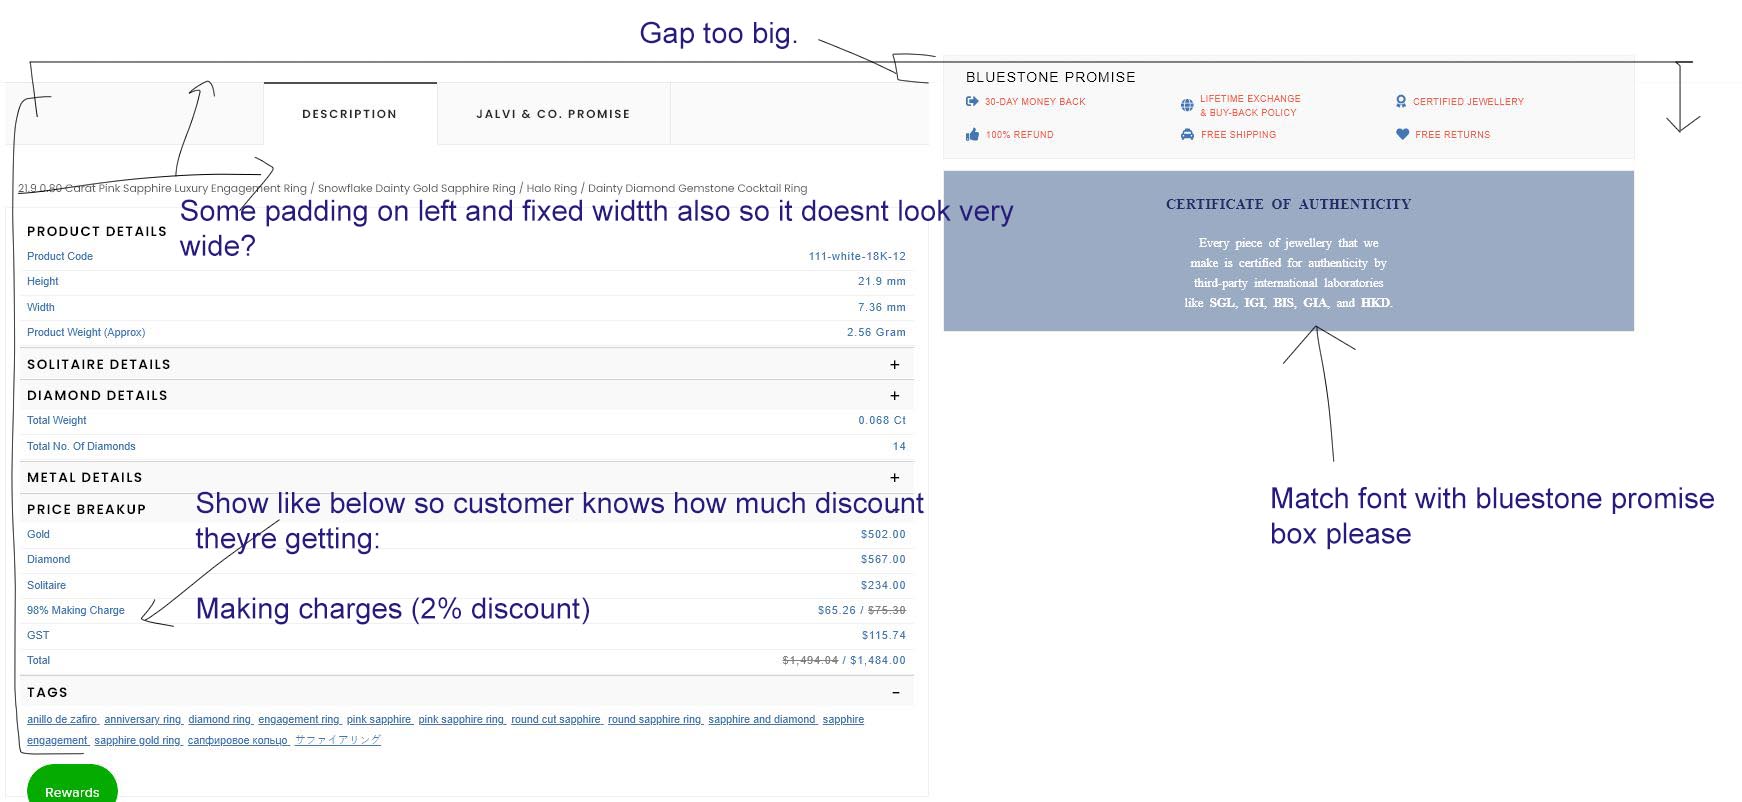 Gap too big.
BLUESTONE PROMISE
30-DAY MONEY BACK
LIFETIME EXCHANGE
& BUY-BACK POLICY
CERTIFIED JEWELLERY
100% REFUND
FREE SHIPPING
FREE RETURNS
DESCRIPTION
JALVI & CO. PROMISE
21.9 0.80 Carat Pink Sapphire Luxury Engagement Ring / Snowflake Dainty Gold Sapphire Ring / Halo Ring / Dainty Diamond Gemstone Cocktail Ring
Some padding on left and fixed widtth also so it doesnt look very
wide?
CERTIFICATE OF AUTHENTICITY
Every piece of jewellery that we
make is certified for authenticity by
third-party international laboratories
like SGL, IGI, BIS, GIA, and HKD.
Match font with bluestone promise
box please
PRODUCT DETAILS
Product Code 111-white-18K-12
Height 21.9 mm
Width 7.36 mm
Product Weight (Approx) 2.56 Gram
SOLITAIRE DETAILS +
DIAMOND DETAILS +
Total Weight 0.068 Ct
Total No. Of Diamonds 14
METAL DETAILS +
PRICE BREAKUP
Show like below so customer knows how much discount
theyre getting:
Gold $502.00
Diamond $567.00
Solitaire $234.00
98% Making Charge $65.26 / $75.30
Making charges (2% discount)
GST $115.74
Total $1,494.04 / $1,484.00
TAGS −
anillo de zafiro anniversary ring diamond ring engagement ring pink sapphire pink sapphire ring round cut sapphire round sapphire ring sapphire and diamond sapphire
engagement sapphire gold ring сапфировое кольцо サファイアリング
Rewards